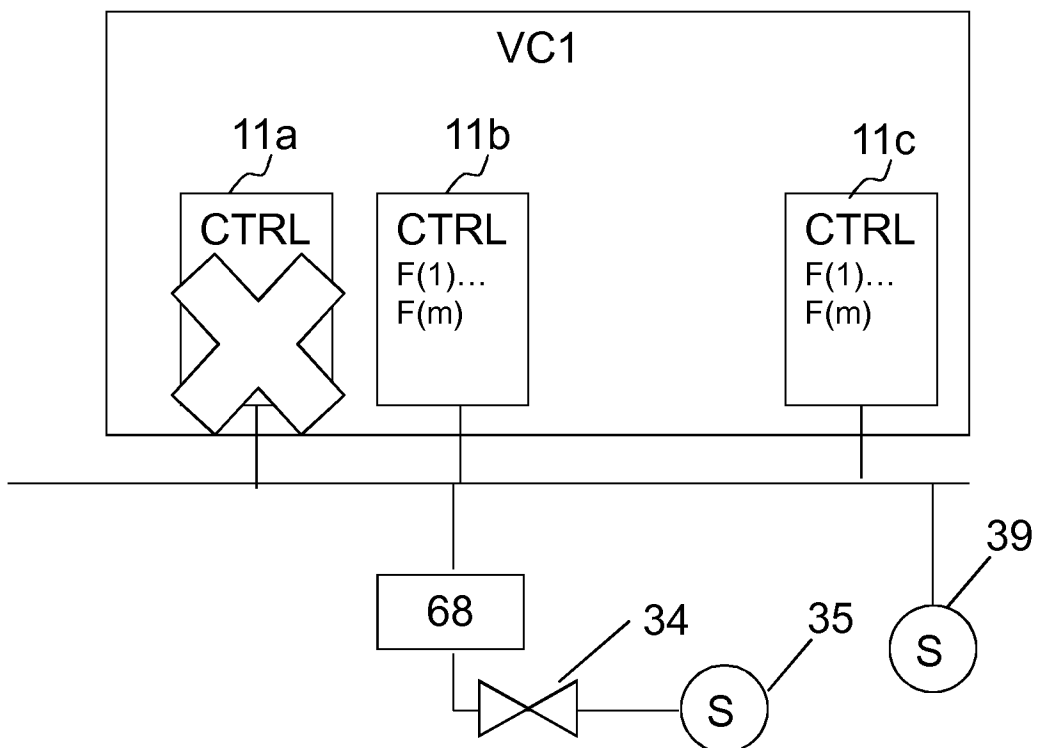 VC1
11a
11b
11c
CTRL
CTRL
F(1)...
F(m)
CTRL
F(1)...
F(m)
39
68
34
35
S
S